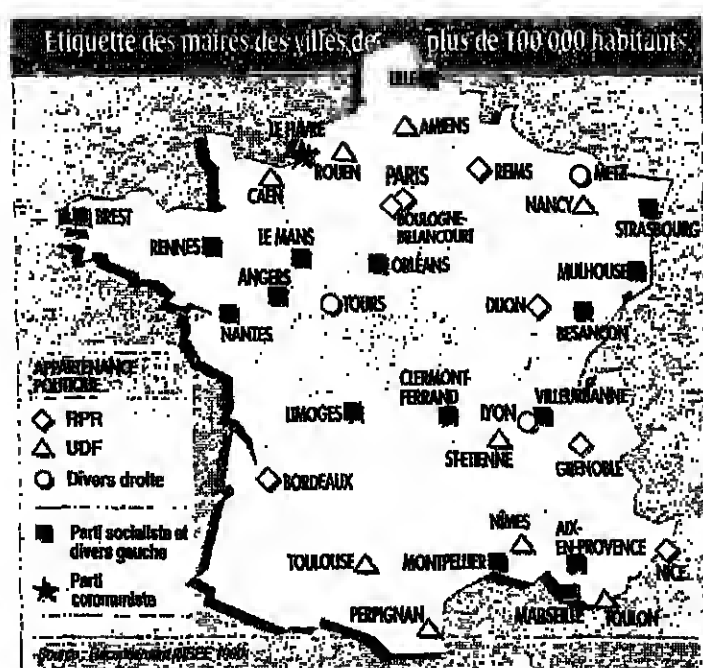 Etiquette des maires des villes de plus de 100 000 habitants
LILLE
AMIENS
LE HAVRE
ROUEN
CAEN
PARIS
BOULOGNE-
BILLANCOURT
REIMS
METZ
NANCY
STRASBOURG
BREST
RENNES
LE MANS
ORLÉANS
MULHOUSE
ANGERS
TOURS
DIJON
NANTES
BESANÇON
CLERMONT-
FERRAND
LIMOGES
LYON
VILLEURBANNE
ST-ETIENNE
GRENOBLE
BORDEAUX
NÎMES
AIX-
EN-PROVENCE
TOULOUSE
MONTPELLIER
NICE
MARSEILLE
TOULON
PERPIGNAN
APPARTENANCE
POLITIQUE
RPR
UDF
Divers droite
Parti socialiste et
divers gauche
Parti
communiste
Source : Recensement INSEE 1990